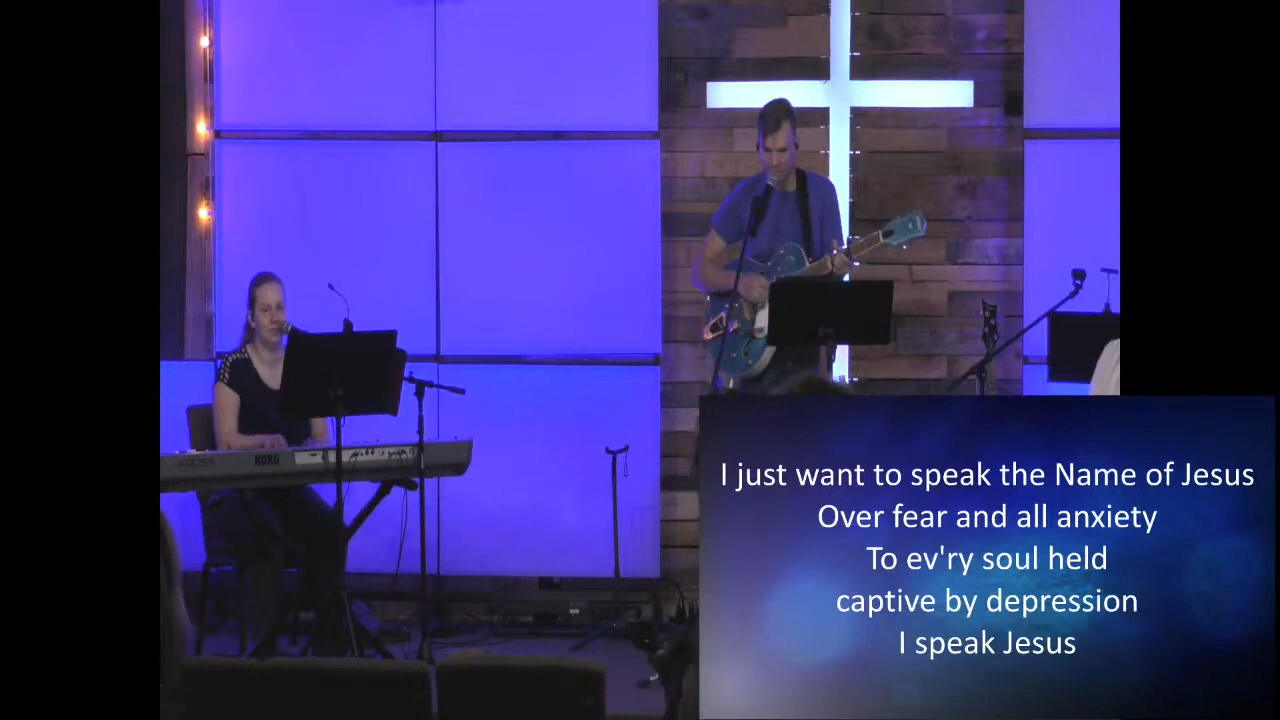 KORG
I just want to speak the Name of Jesus
Over fear and all anxiety
To ev'ry soul held
captive by depression
I speak Jesus